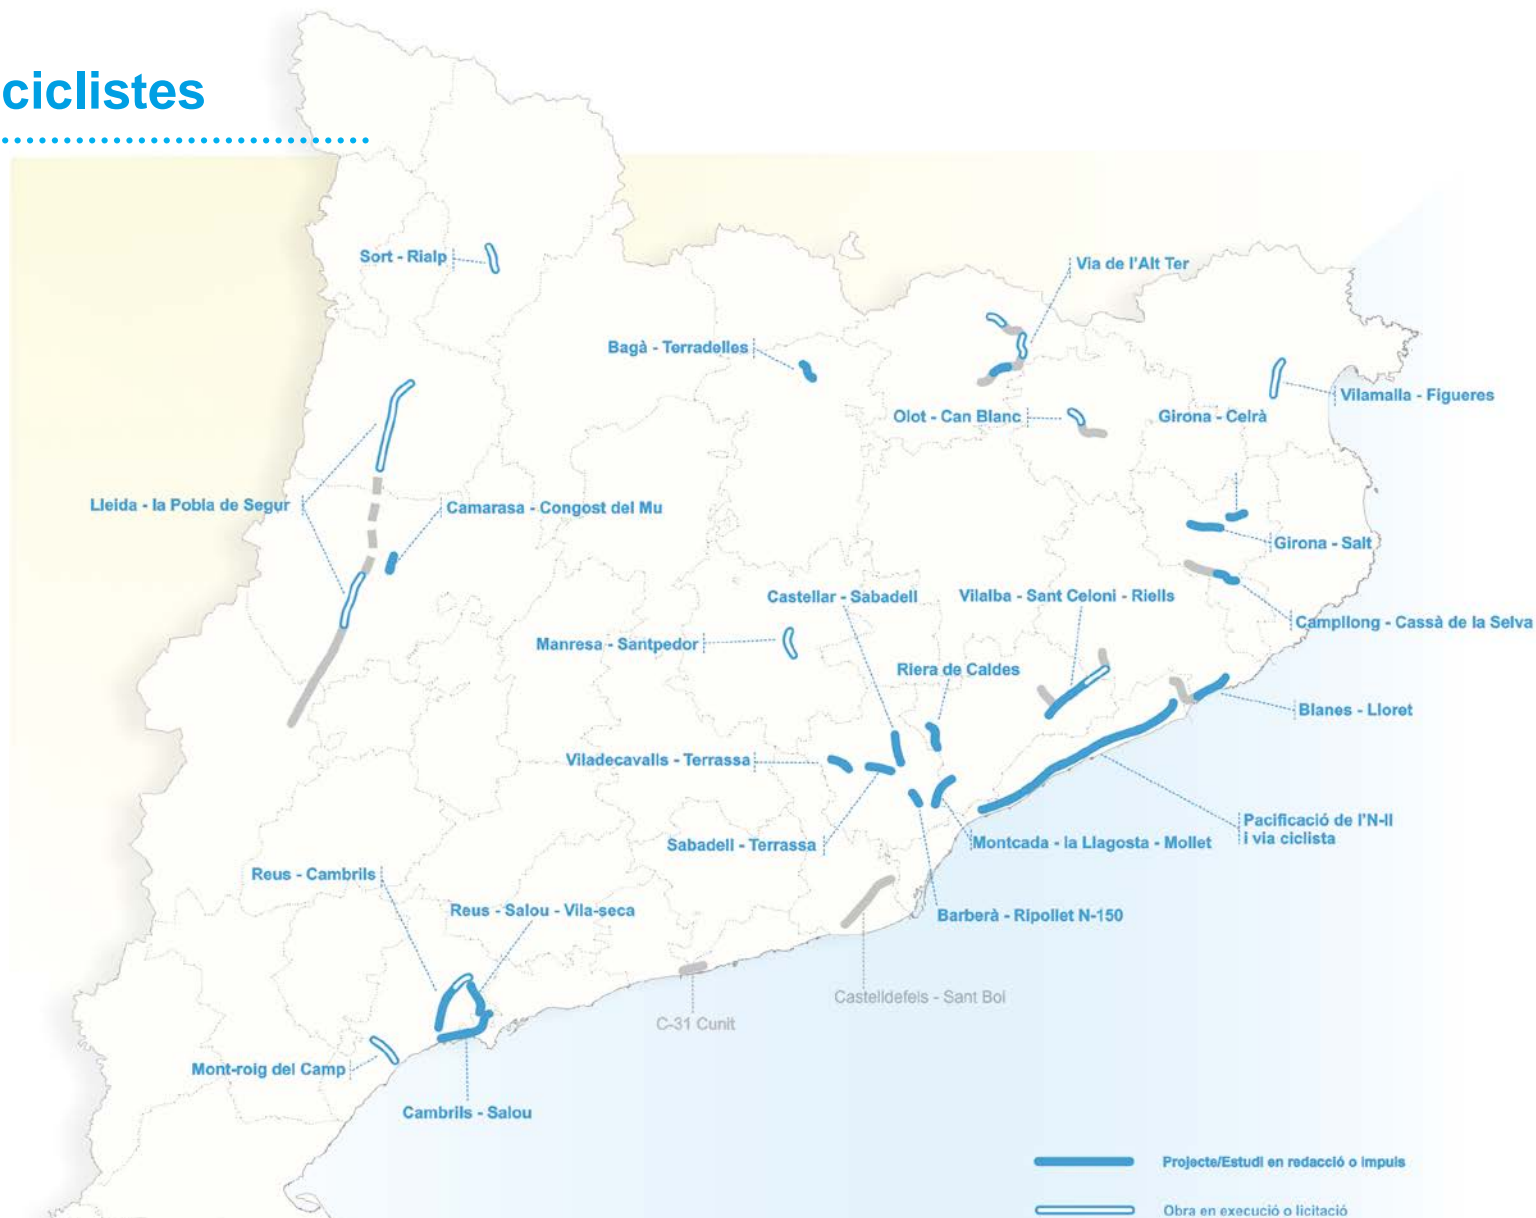 ciclistes
Sort - Rialp
Via de l'Alt Ter
Bagà - Terradelles
Vilamalla - Figueres
Olot - Can Blanc
Girona - Celrà
Lleida - la Pobla de Segur
Camarasa - Congost del Mu
Girona - Salt
Castellar - Sabadell
Vilalba - Sant Celoni - Riells
Campllong - Cassà de la Selva
Manresa - Santpedor
Riera de Caldes
Blanes - Lloret
Viladecavalls - Terrassa
Pacificació de l'N-II
i via ciclista
Sabadell - Terrassa
Montcada - la Llagosta - Mollet
Reus - Cambrils
Reus - Salou - Vila-seca
Barberà - Ripollet N-150
Castelldefels - Sant Boi
C-31 Cunit
Mont-roig del Camp
Cambrils - Salou
Projecte/Estudi en redacció o impuls
Obra en execució o licitació